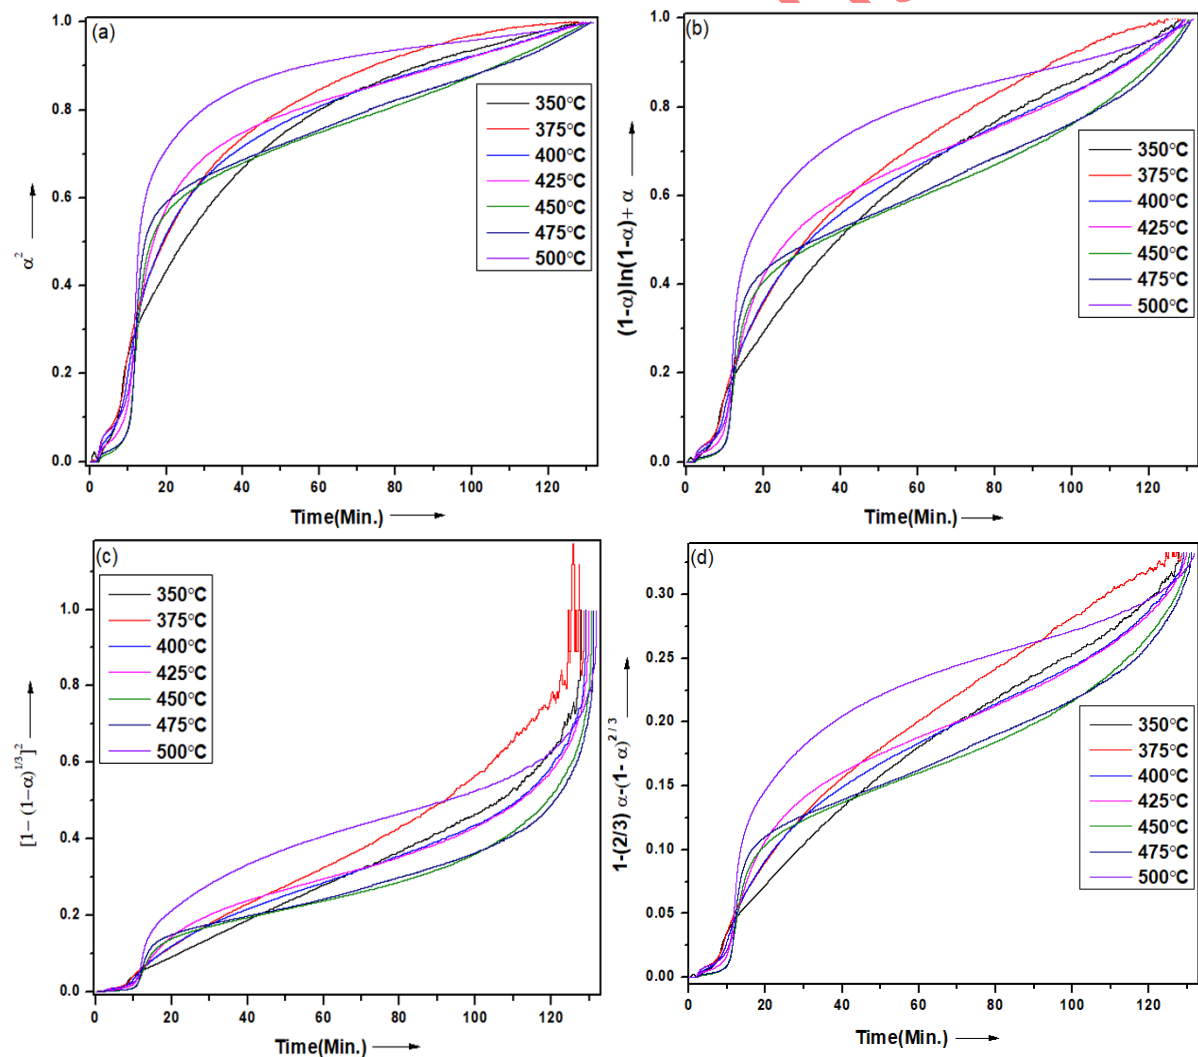 (a)
1.0
0.8
0.6
0.4
0.2
0.0
α²
350°C
375°C
400°C
425°C
450°C
475°C
500°C
0 20 40 60 80 100 120
Time(Min.)
(b)
1.0
0.8
0.6
0.4
0.2
0.0
(1-α)ln(1-α)+ α
350°C
375°C
400°C
425°C
450°C
475°C
500°C
0 20 40 60 80 100 120
Time(Min.)
(c)
1.0
0.8
0.6
0.4
0.2
0.0
[1– (1–α)^1/3]²
350°C
375°C
400°C
425°C
450°C
475°C
500°C
0 20 40 60 80 100 120
Time(Min.)
(d)
0.30
0.25
0.20
0.15
0.10
0.05
0.00
1-(2/3) α-(1- α)^2/3
350°C
375°C
400°C
425°C
450°C
475°C
500°C
0 20 40 60 80 100 120
Time(Min.)